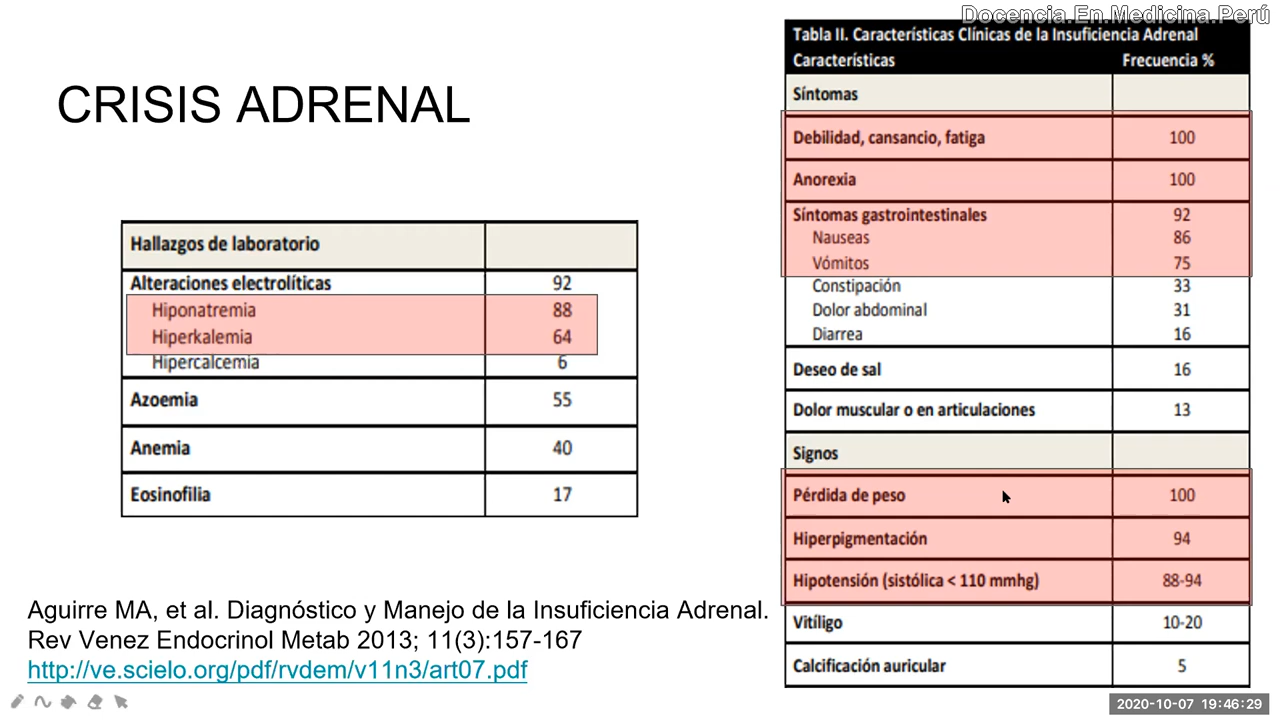 Docencia.En.Medicina.Perú
CRISIS ADRENAL
Hallazgos de laboratorio
Alteraciones electrolíticas 92
Hiponatremia 88
Hiperkalemia 64
Hipercalcemia 6
Azoemia 55
Anemia 40
Eosinofilia 17
Tabla II. Características Clínicas de la Insuficiencia Adrenal
Características Frecuencia %
Síntomas
Debilidad, cansancio, fatiga 100
Anorexia 100
Síntomas gastrointestinales 92
Nauseas 86
Vómitos 75
Constipación 33
Dolor abdominal 31
Diarrea 16
Deseo de sal 16
Dolor muscular o en articulaciones 13
Signos
Pérdida de peso 100
Hiperpigmentación 94
Hipotensión (sistólica < 110 mmhg) 88-94
Vitíligo 10-20
Calcificación auricular 5
Aguirre MA, et al. Diagnóstico y Manejo de la Insuficiencia Adrenal.
Rev Venez Endocrinol Metab 2013; 11(3):157-167
http://ve.scielo.org/pdf/rvdem/v11n3/art07.pdf
2020-10-07 19:46:29